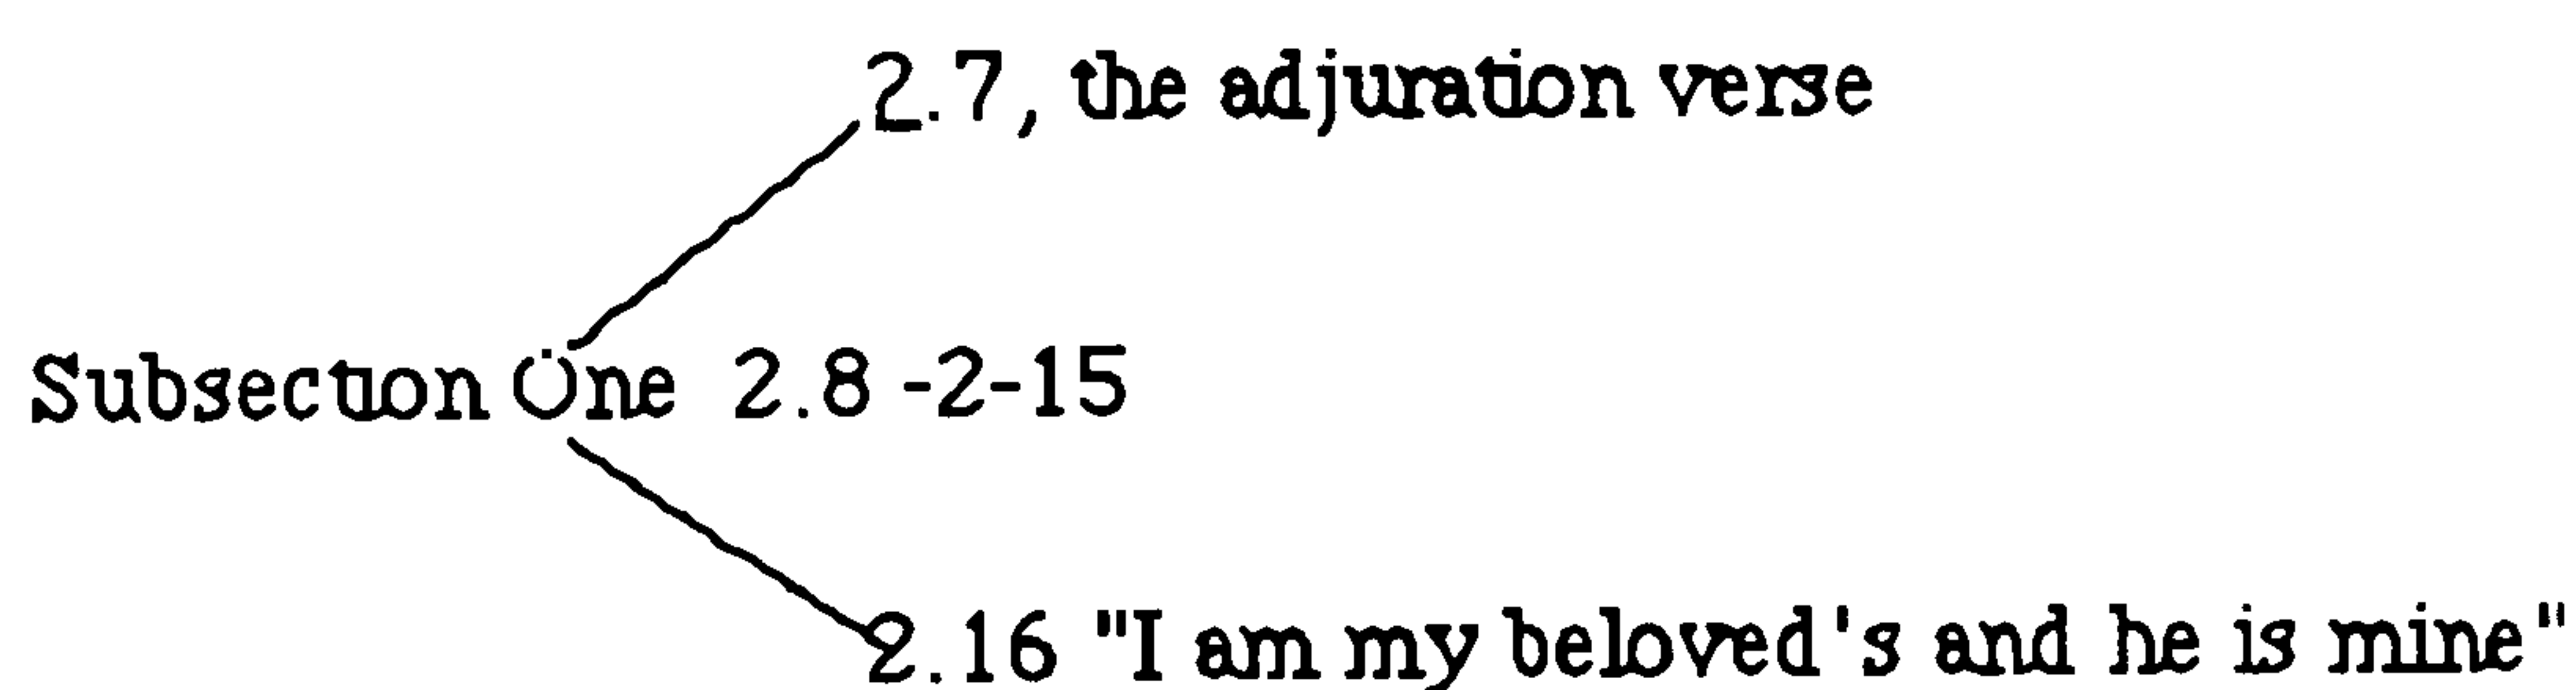 2.7, the adjuration verse
Subsection One 2.8 -2-15
2.16 "I am my beloved's and he is mine"